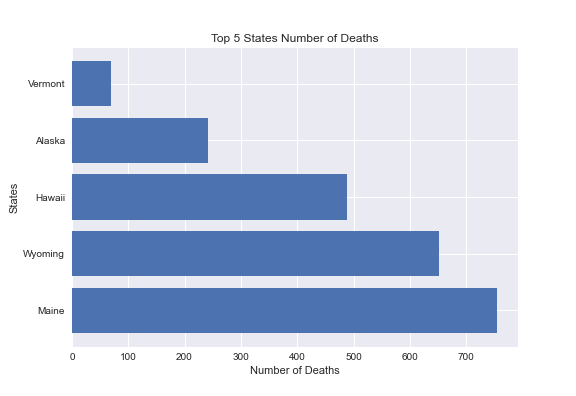 Top 5 States Number of Deaths
States
Vermont
Alaska
Hawaii
Wyoming
Maine
0 100 200 300 400 500 600 700
Number of Deaths